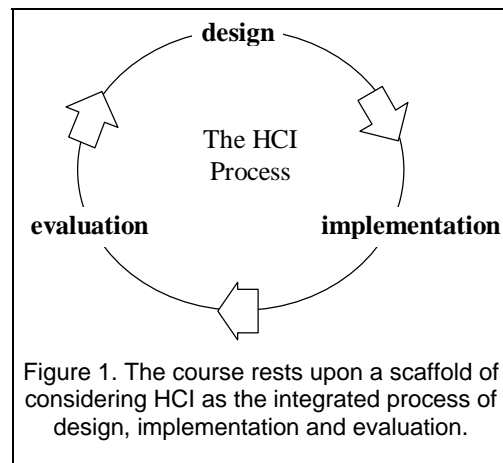 design
The HCI
Process
evaluation
implementation
Figure 1. The course rests upon a scaffold of
considering HCI as the integrated process of
design, implementation and evaluation.